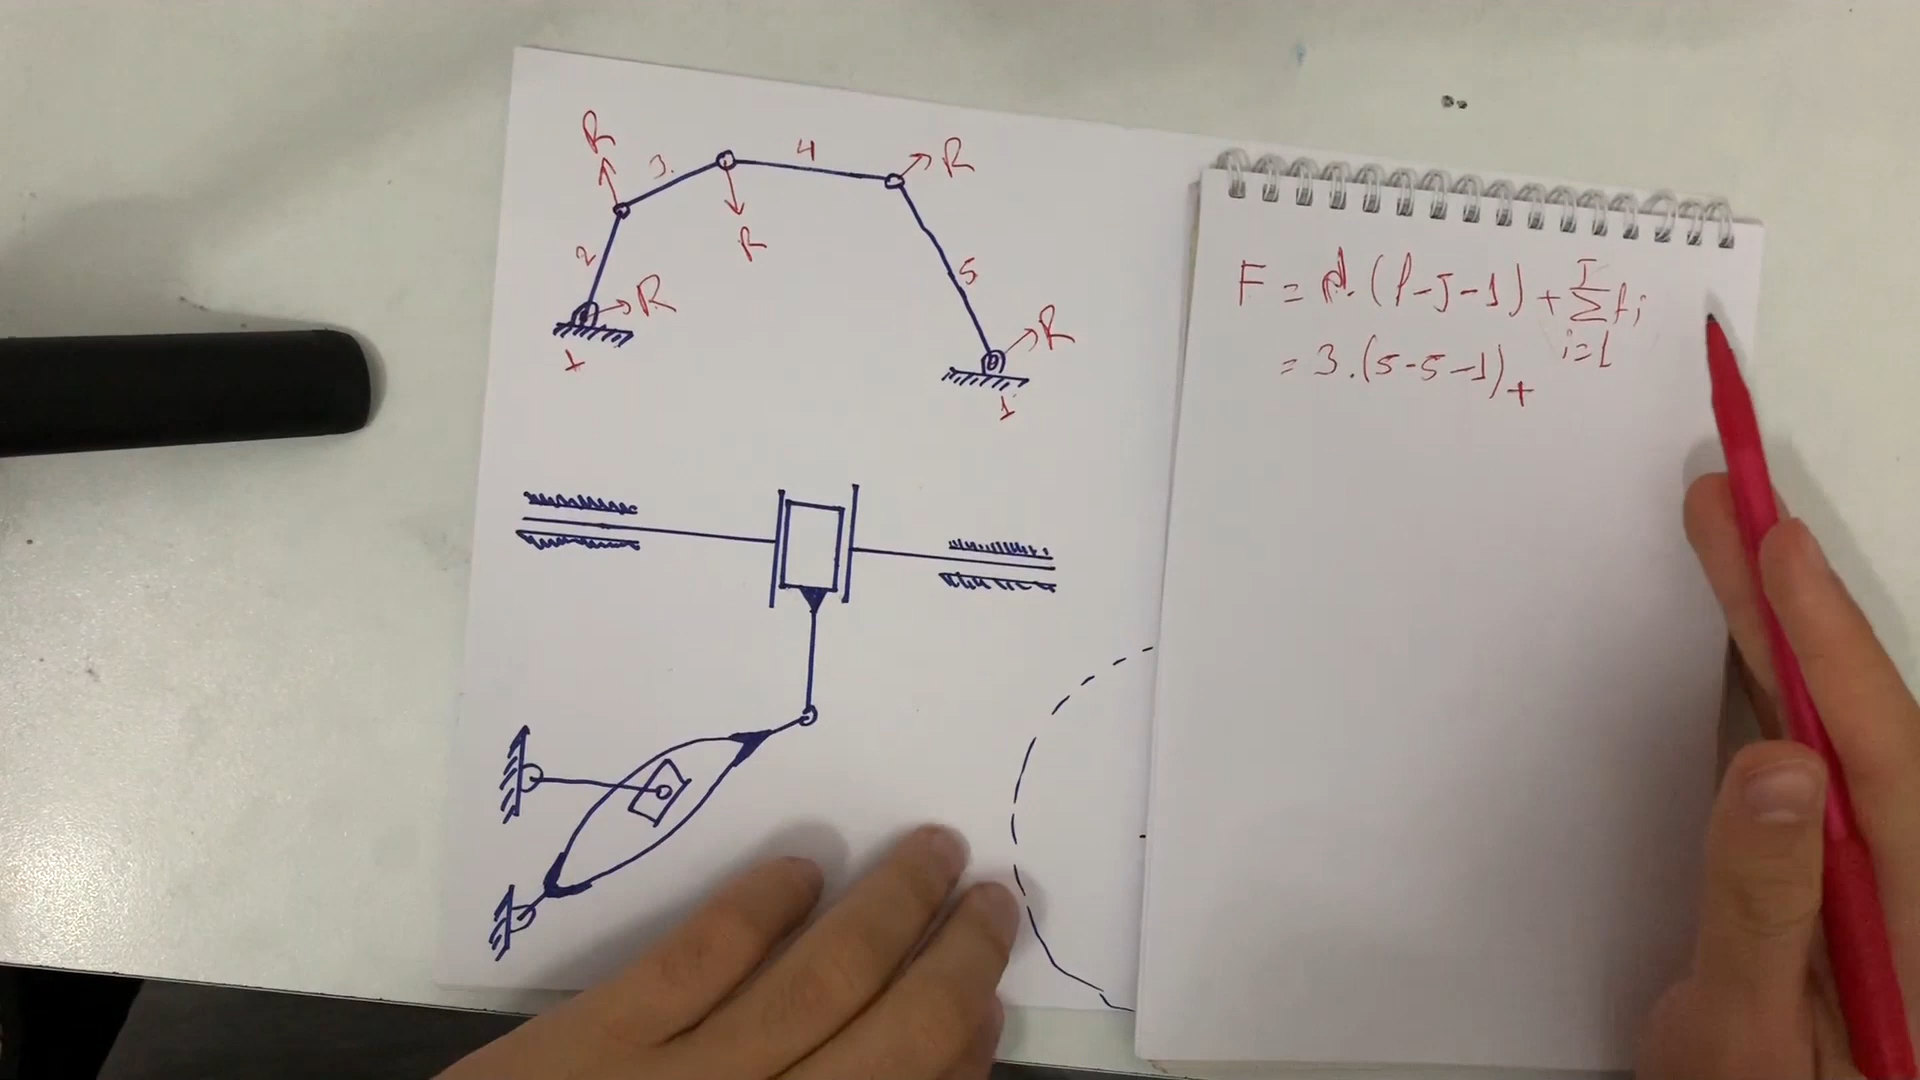 R
3.
4
R
2
R
R
5
R
1
1
F = λ.(l-j-1) + Σ fi
j
i=1
= 3.(5-5-1) +